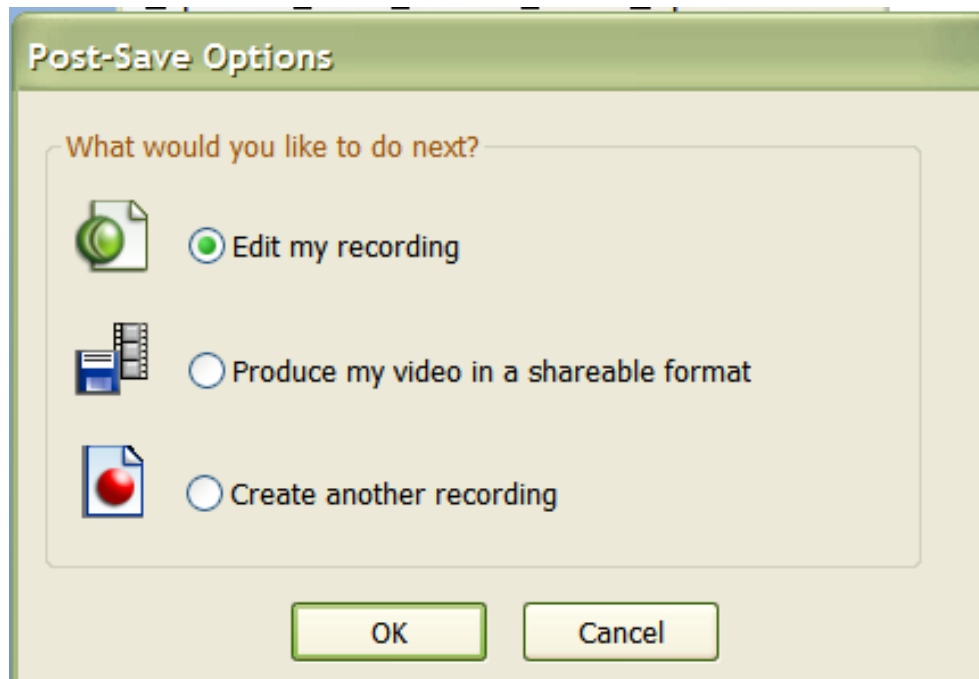 Post-Save Options
What would you like to do next?
Edit my recording
Produce my video in a shareable format
Create another recording
OK
Cancel